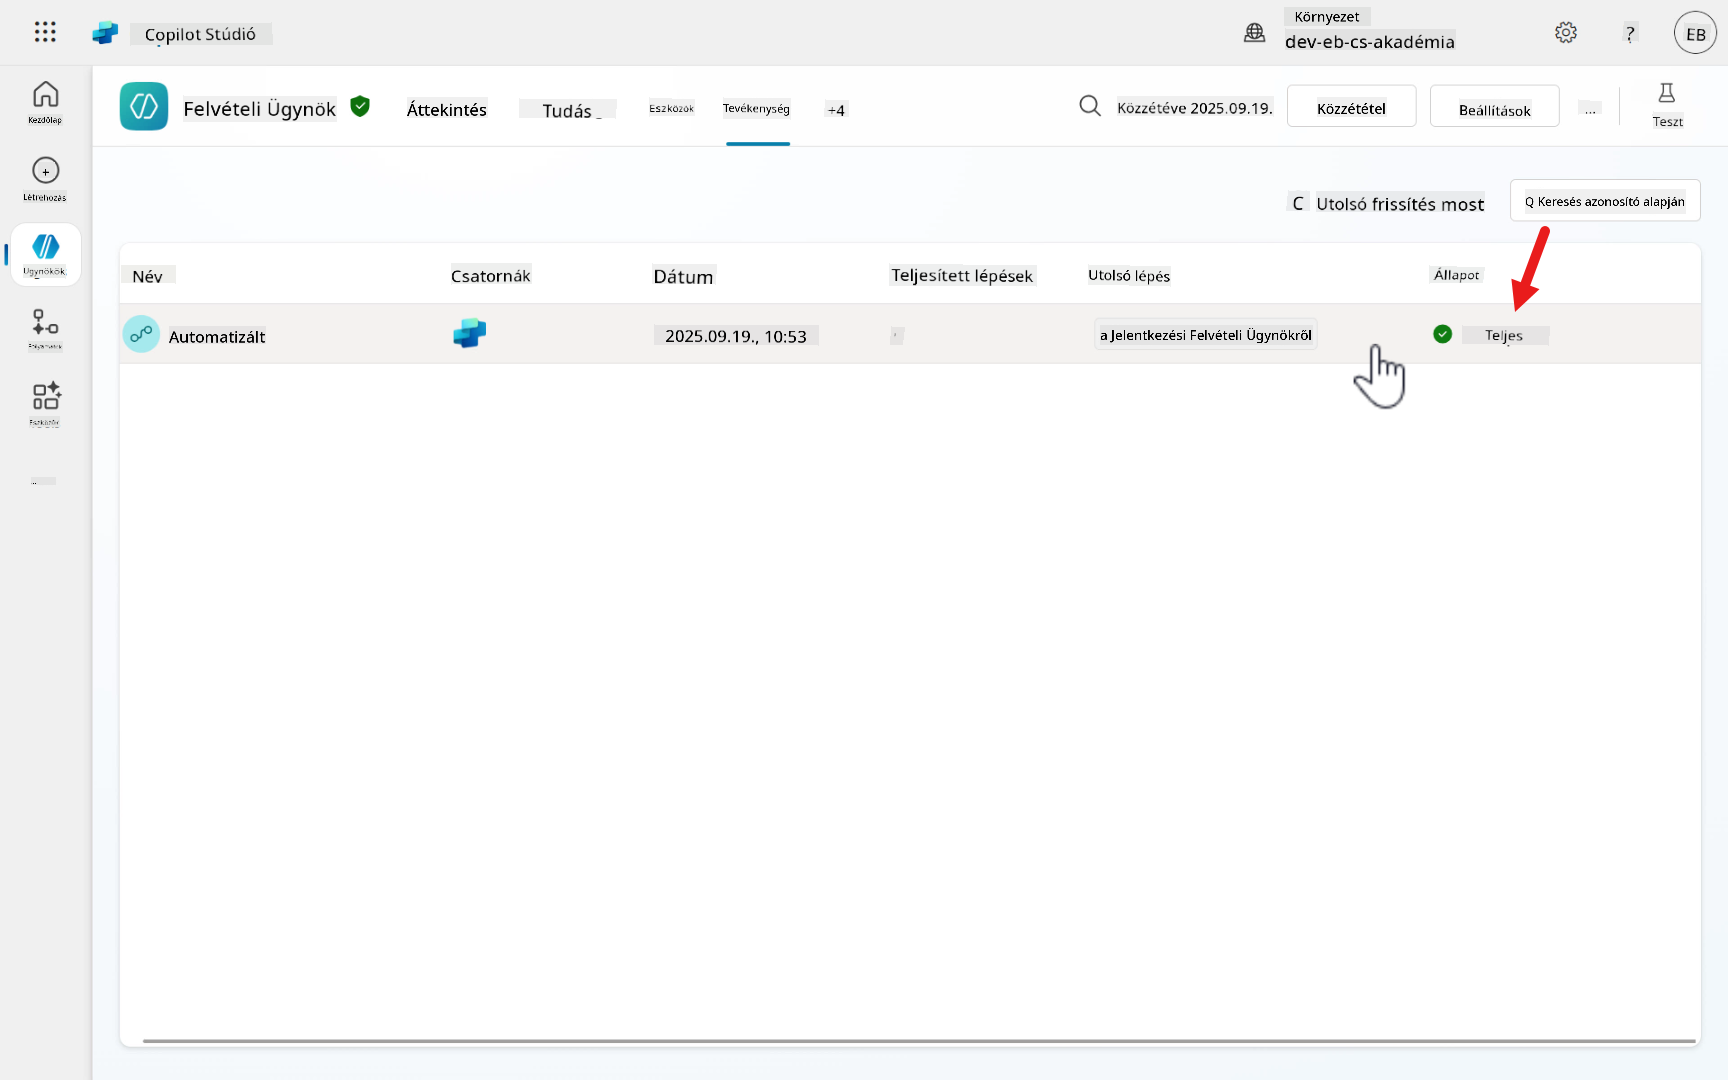 Copilot Stúdió
Környezet
dev-eb-cs-akadémia
?
EB
Kezdőlap
Létrehozás
Ügynökök
Folyamatok
Eszközök
...
Felvételi Ügynök
Áttekintés
Tudás
Eszközök
Tevékenység
+4
Közzétéve 2025.09.19.
Közzététel
Beállítások
...
Teszt
C Utolsó frissítés most
Q Keresés azonosító alapján
Név
Csatornák
Dátum
Teljesített lépések
Utolsó lépés
Állapot
Automatizált
2025.09.19., 10:53
a Jelentkezési Felvételi Ügynökről
Teljes